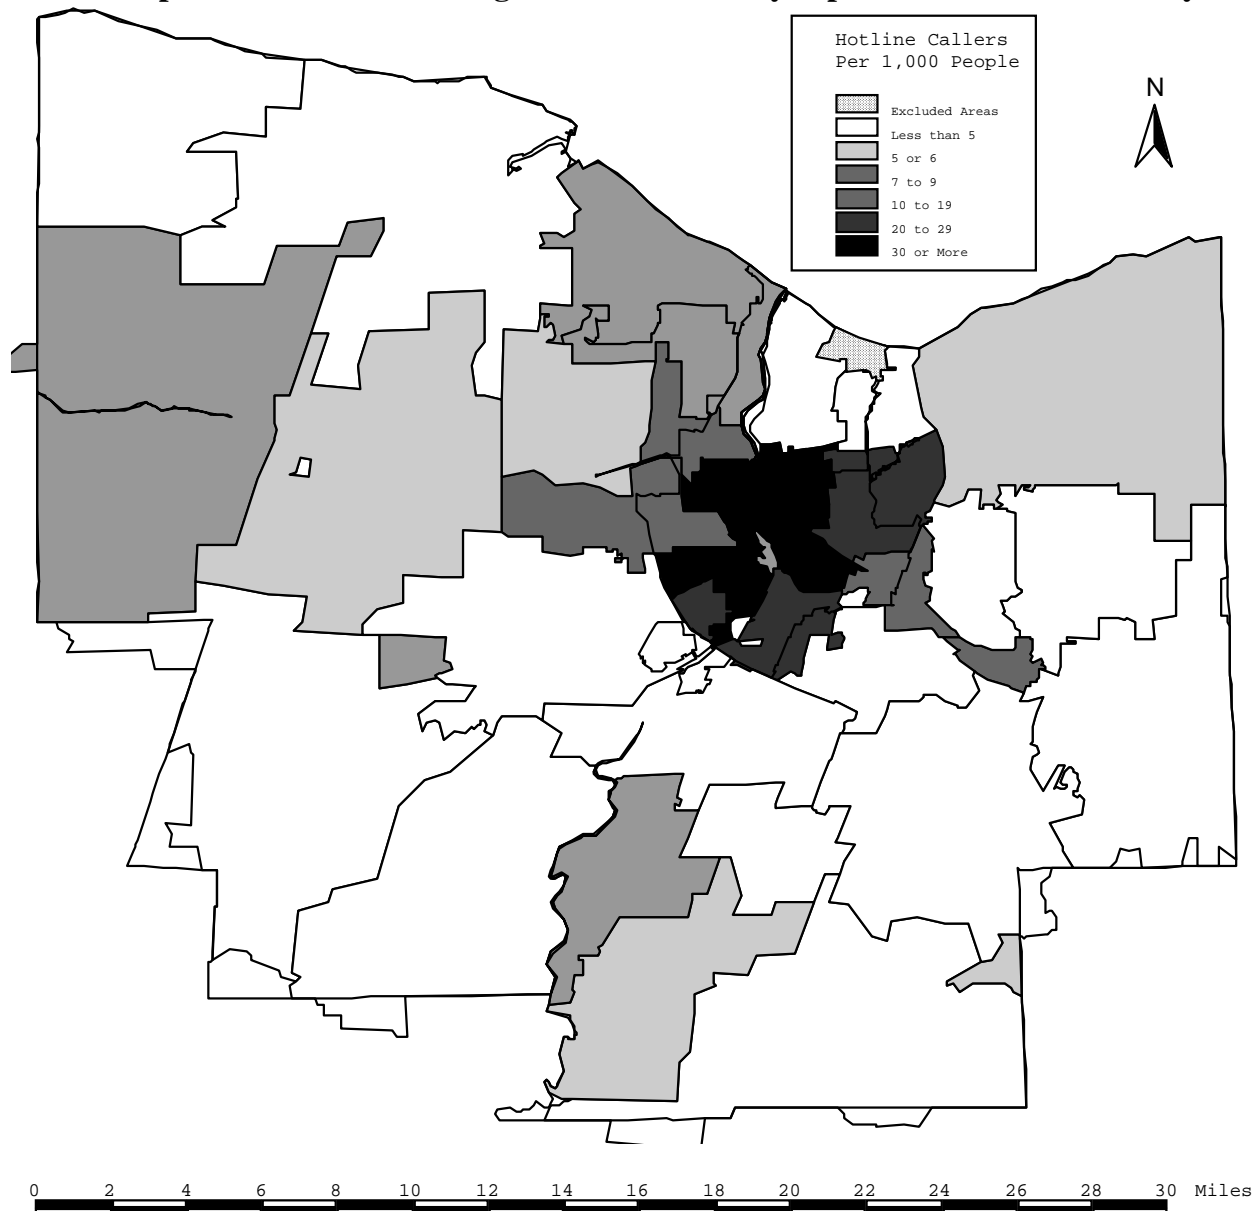 Hotline Callers
Per 1,000 People
N
Excluded Areas
Less than 5
5 or 6
7 to 9
10 to 19
20 to 29
30 or More
0 2 4 6 8 10 12 14 16 18 20 22 24 26 28 30 Miles